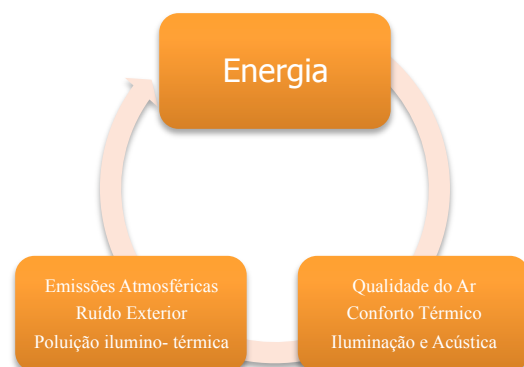 Energia
Emissões Atmosféricas
Ruído Exterior
Poluição ilumino- térmica
Qualidade do Ar
Conforto Térmico
Iluminação e Acústica